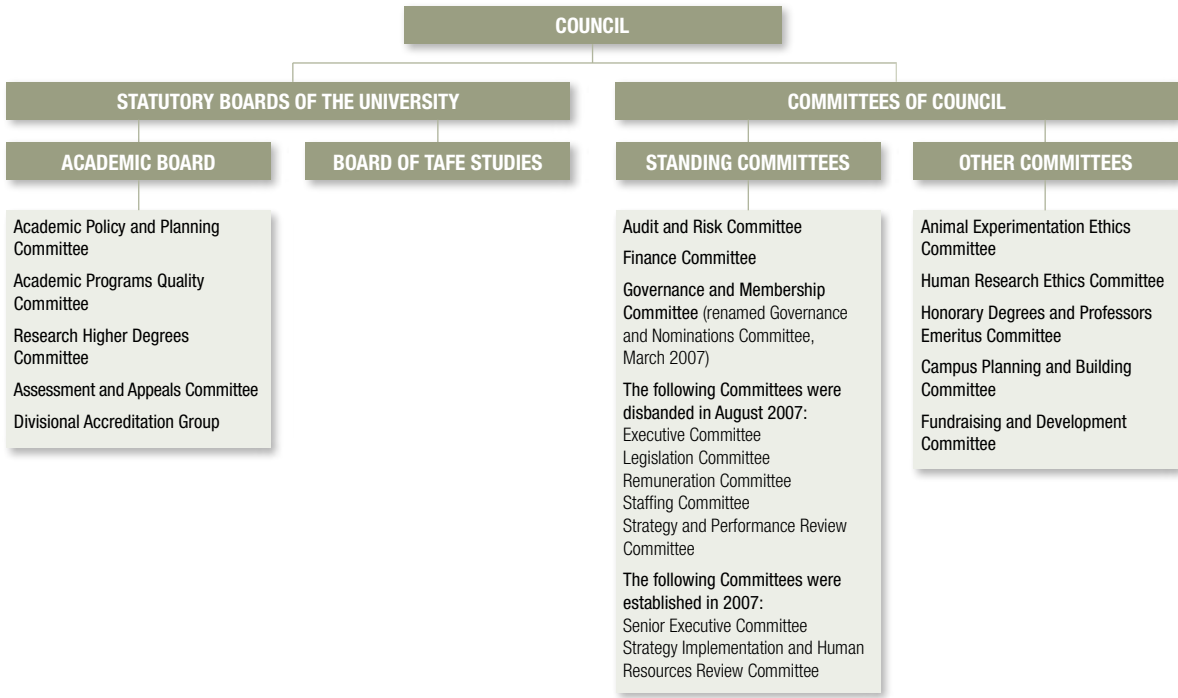 COUNCIL
STATUTORY BOARDS OF THE UNIVERSITY
COMMITTEES OF COUNCIL
ACADEMIC BOARD
BOARD OF TAFE STUDIES
STANDING COMMITTEES
OTHER COMMITTEES
Academic Policy and Planning
Committee
Academic Programs Quality
Committee
Research Higher Degrees
Committee
Assessment and Appeals Committee
Divisional Accreditation Group
Audit and Risk Committee
Finance Committee
Governance and Membership
Committee (renamed Governance
and Nominations Committee,
March 2007)
The following Committees were
disbanded in August 2007:
Executive Committee
Legislation Committee
Remuneration Committee
Staffing Committee
Strategy and Performance Review
Committee
The following Committees were
established in 2007:
Senior Executive Committee
Strategy Implementation and Human
Resources Review Committee
Animal Experimentation Ethics
Committee
Human Research Ethics Committee
Honorary Degrees and Professors
Emeritus Committee
Campus Planning and Building
Committee
Fundraising and Development
Committee